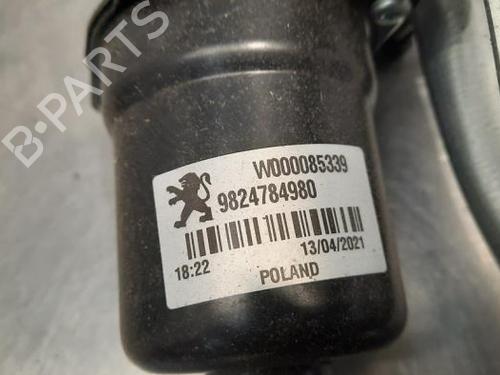 W000085339
9824784980
18:22 13/04/2021
POLAND
B-PARTS